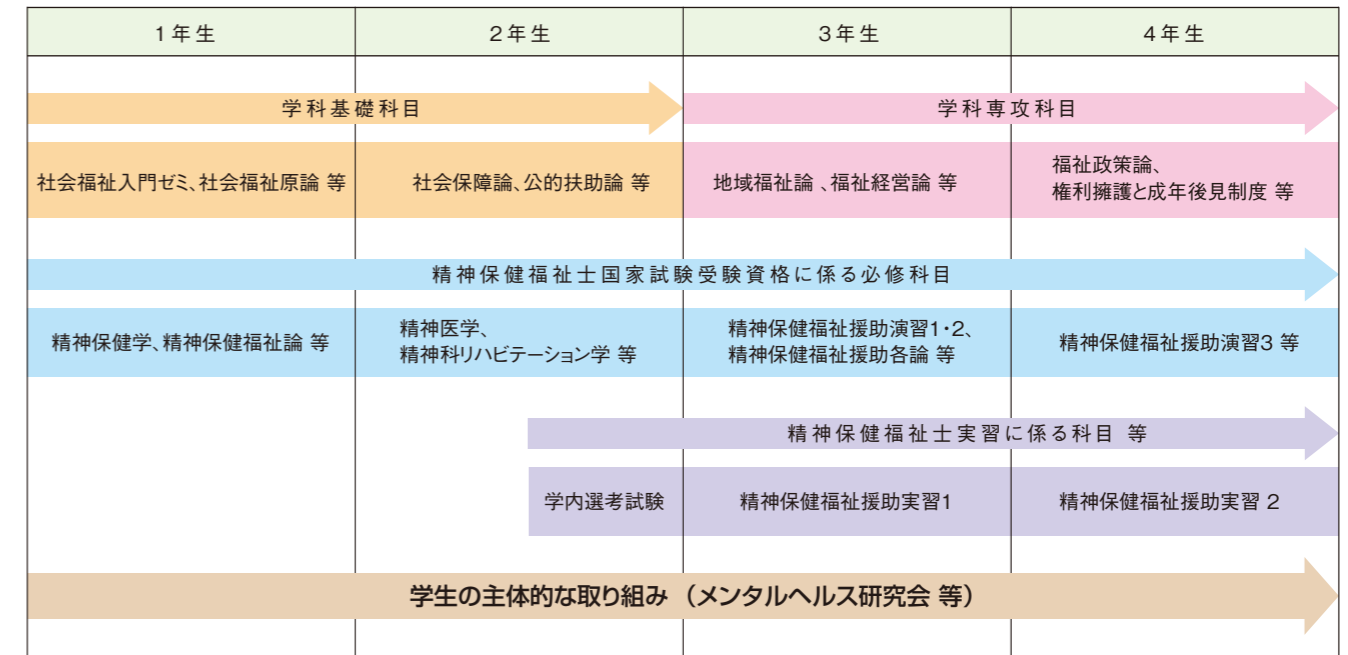 1年生
2年生
3年生
4年生
学科基礎科目
学科専攻科目
社会福祉入門ゼミ、社会福祉原論 等
社会保障論、公的扶助論 等
地域福祉論 、福祉経営論 等
福祉政策論、
権利擁護と成年後見制度 等
精神保健福祉士国家試験受験資格に係る必修科目
精神保健学、精神保健福祉論 等
精神医学、
精神科リハビテーション学 等
精神保健福祉援助演習1・2、
精神保健福祉援助各論 等
精神保健福祉援助演習3 等
精神保健福祉士実習に係る科目 等
学内選考試験
精神保健福祉援助実習1
精神保健福祉援助実習 2
学生の主体的な取り組み （メンタルヘルス研究会 等）